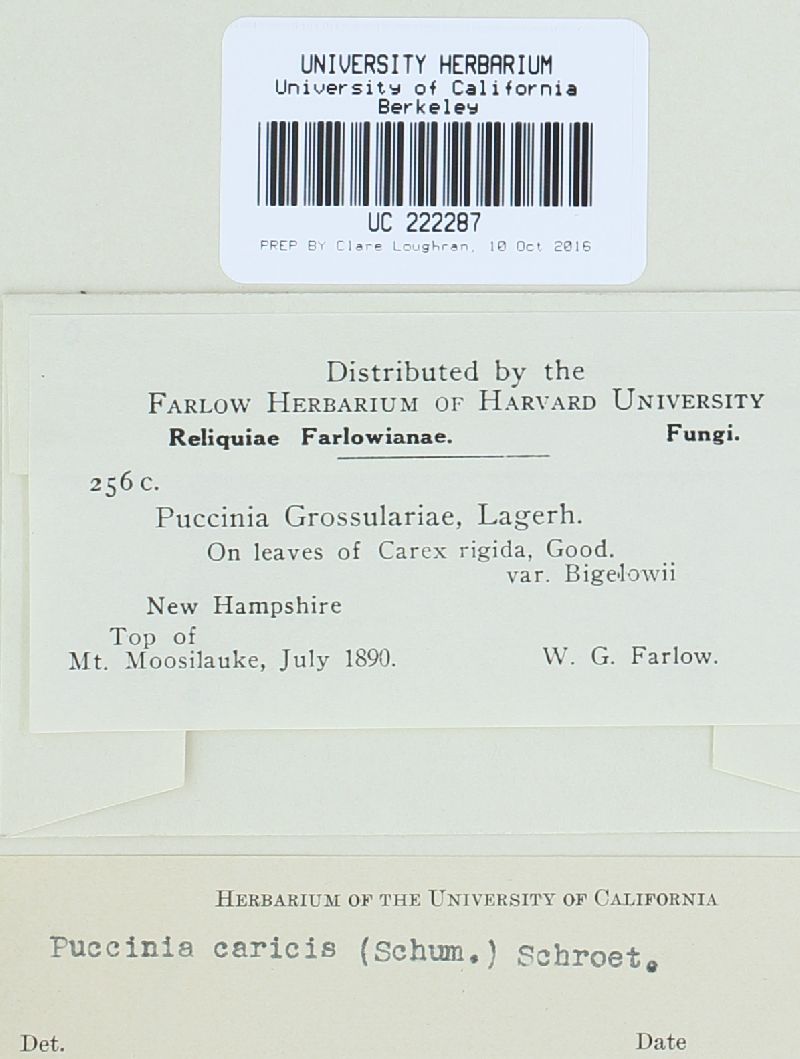 UNIVERSITY HERBARIUM
University of California
Berkeley
UC 222287
PREP BY Clare Loughran, 10 Oct 2016
Distributed by the
FARLOW HERBARIUM OF HARVARD UNIVERSITY
Reliquiae Farlowianae. Fungi.
256 c.
Puccinia Grossulariae, Lagerh.
On leaves of Carex rigida, Good.
var. Bigelowii
New Hampshire
Top of
Mt. Moosilauke, July 1890. W. G. Farlow.
HERBARIUM OF THE UNIVERSITY OF CALIFORNIA
Puccinia caricis (Schum.) Schroet.
Det. Date